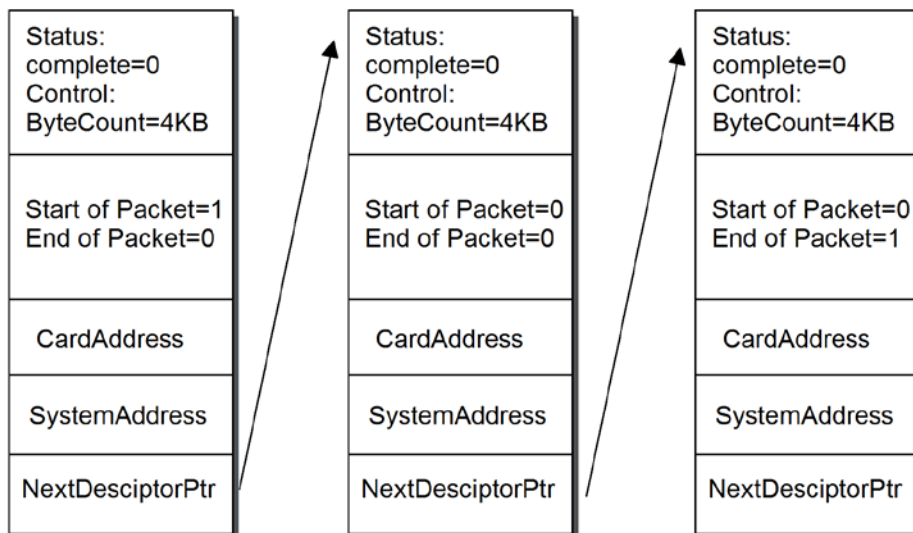 Status:
complete=0
Control:
ByteCount=4KB
Start of Packet=1
End of Packet=0
CardAddress
SystemAddress
NextDesciptorPtr
Status:
complete=0
Control:
ByteCount=4KB
Start of Packet=0
End of Packet=0
CardAddress
SystemAddress
NextDesciptorPtr
Status:
complete=0
Control:
ByteCount=4KB
Start of Packet=0
End of Packet=1
CardAddress
SystemAddress
NextDesciptorPtr